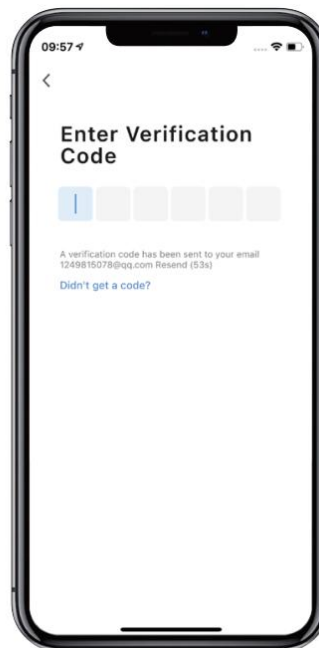 09:57
Enter Verification
Code
A verification code has been sent to your email
1249815078@qq.com Resend (53s)
Didn't get a code?